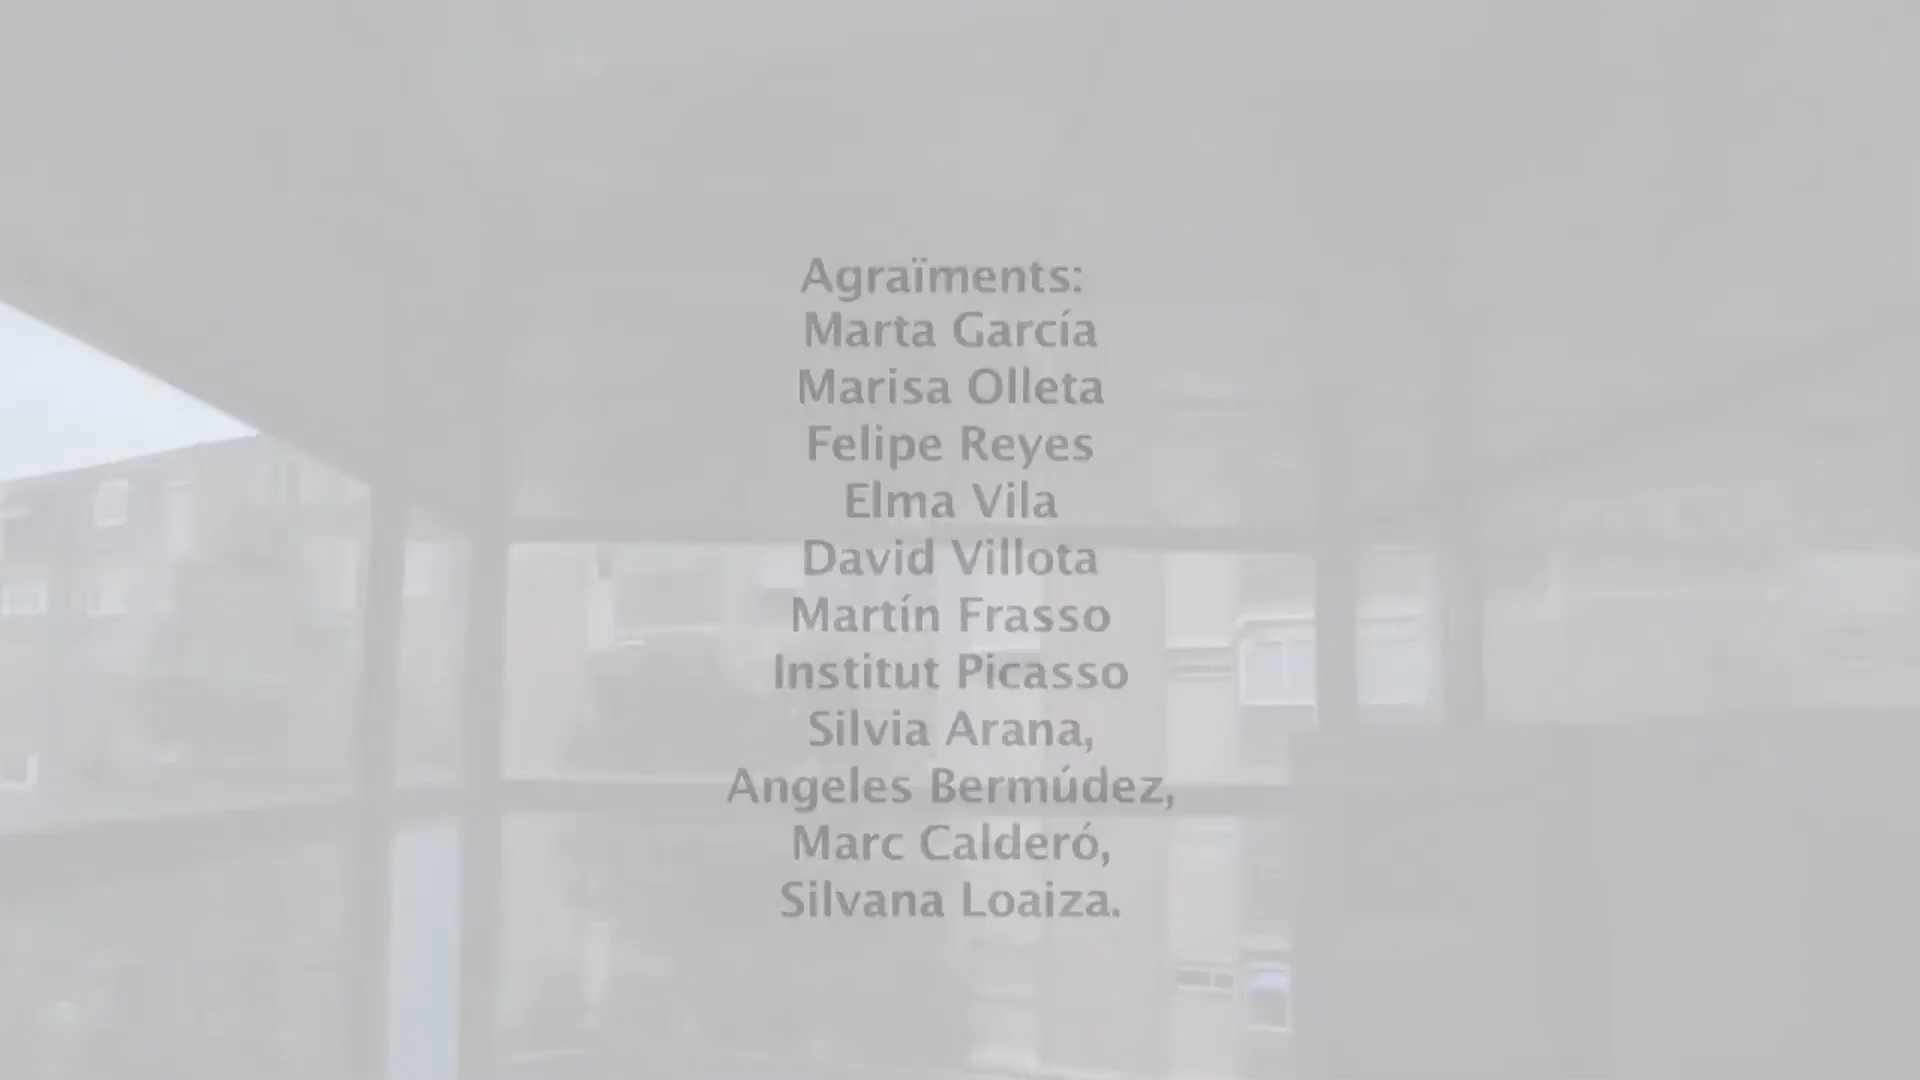 Agraïments:
Marta García
Marisa Olleta
Felipe Reyes
Elma Vila
David Villota
Martín Frasso
Institut Picasso
Silvia Arana,
Angeles Bermúdez,
Marc Calderó,
Silvana Loaiza.